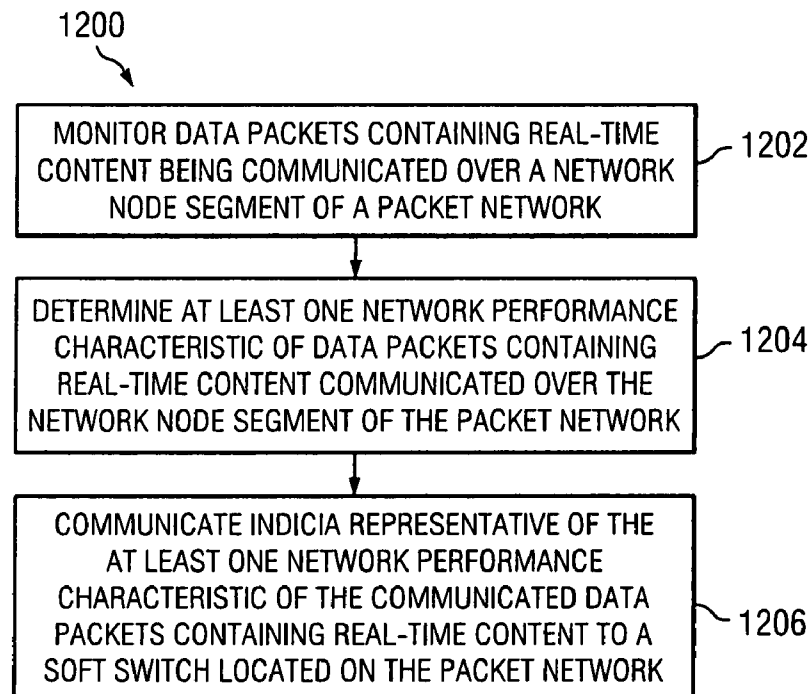 1200
MONITOR DATA PACKETS CONTAINING REAL-TIME
CONTENT BEING COMMUNICATED OVER A NETWORK
NODE SEGMENT OF A PACKET NETWORK
1202
DETERMINE AT LEAST ONE NETWORK PERFORMANCE
CHARACTERISTIC OF DATA PACKETS CONTAINING
REAL-TIME CONTENT COMMUNICATED OVER THE
NETWORK NODE SEGMENT OF THE PACKET NETWORK
1204
COMMUNICATE INDICIA REPRESENTATIVE OF THE
AT LEAST ONE NETWORK PERFORMANCE
CHARACTERISTIC OF THE COMMUNICATED DATA
PACKETS CONTAINING REAL-TIME CONTENT TO A
SOFT SWITCH LOCATED ON THE PACKET NETWORK
1206